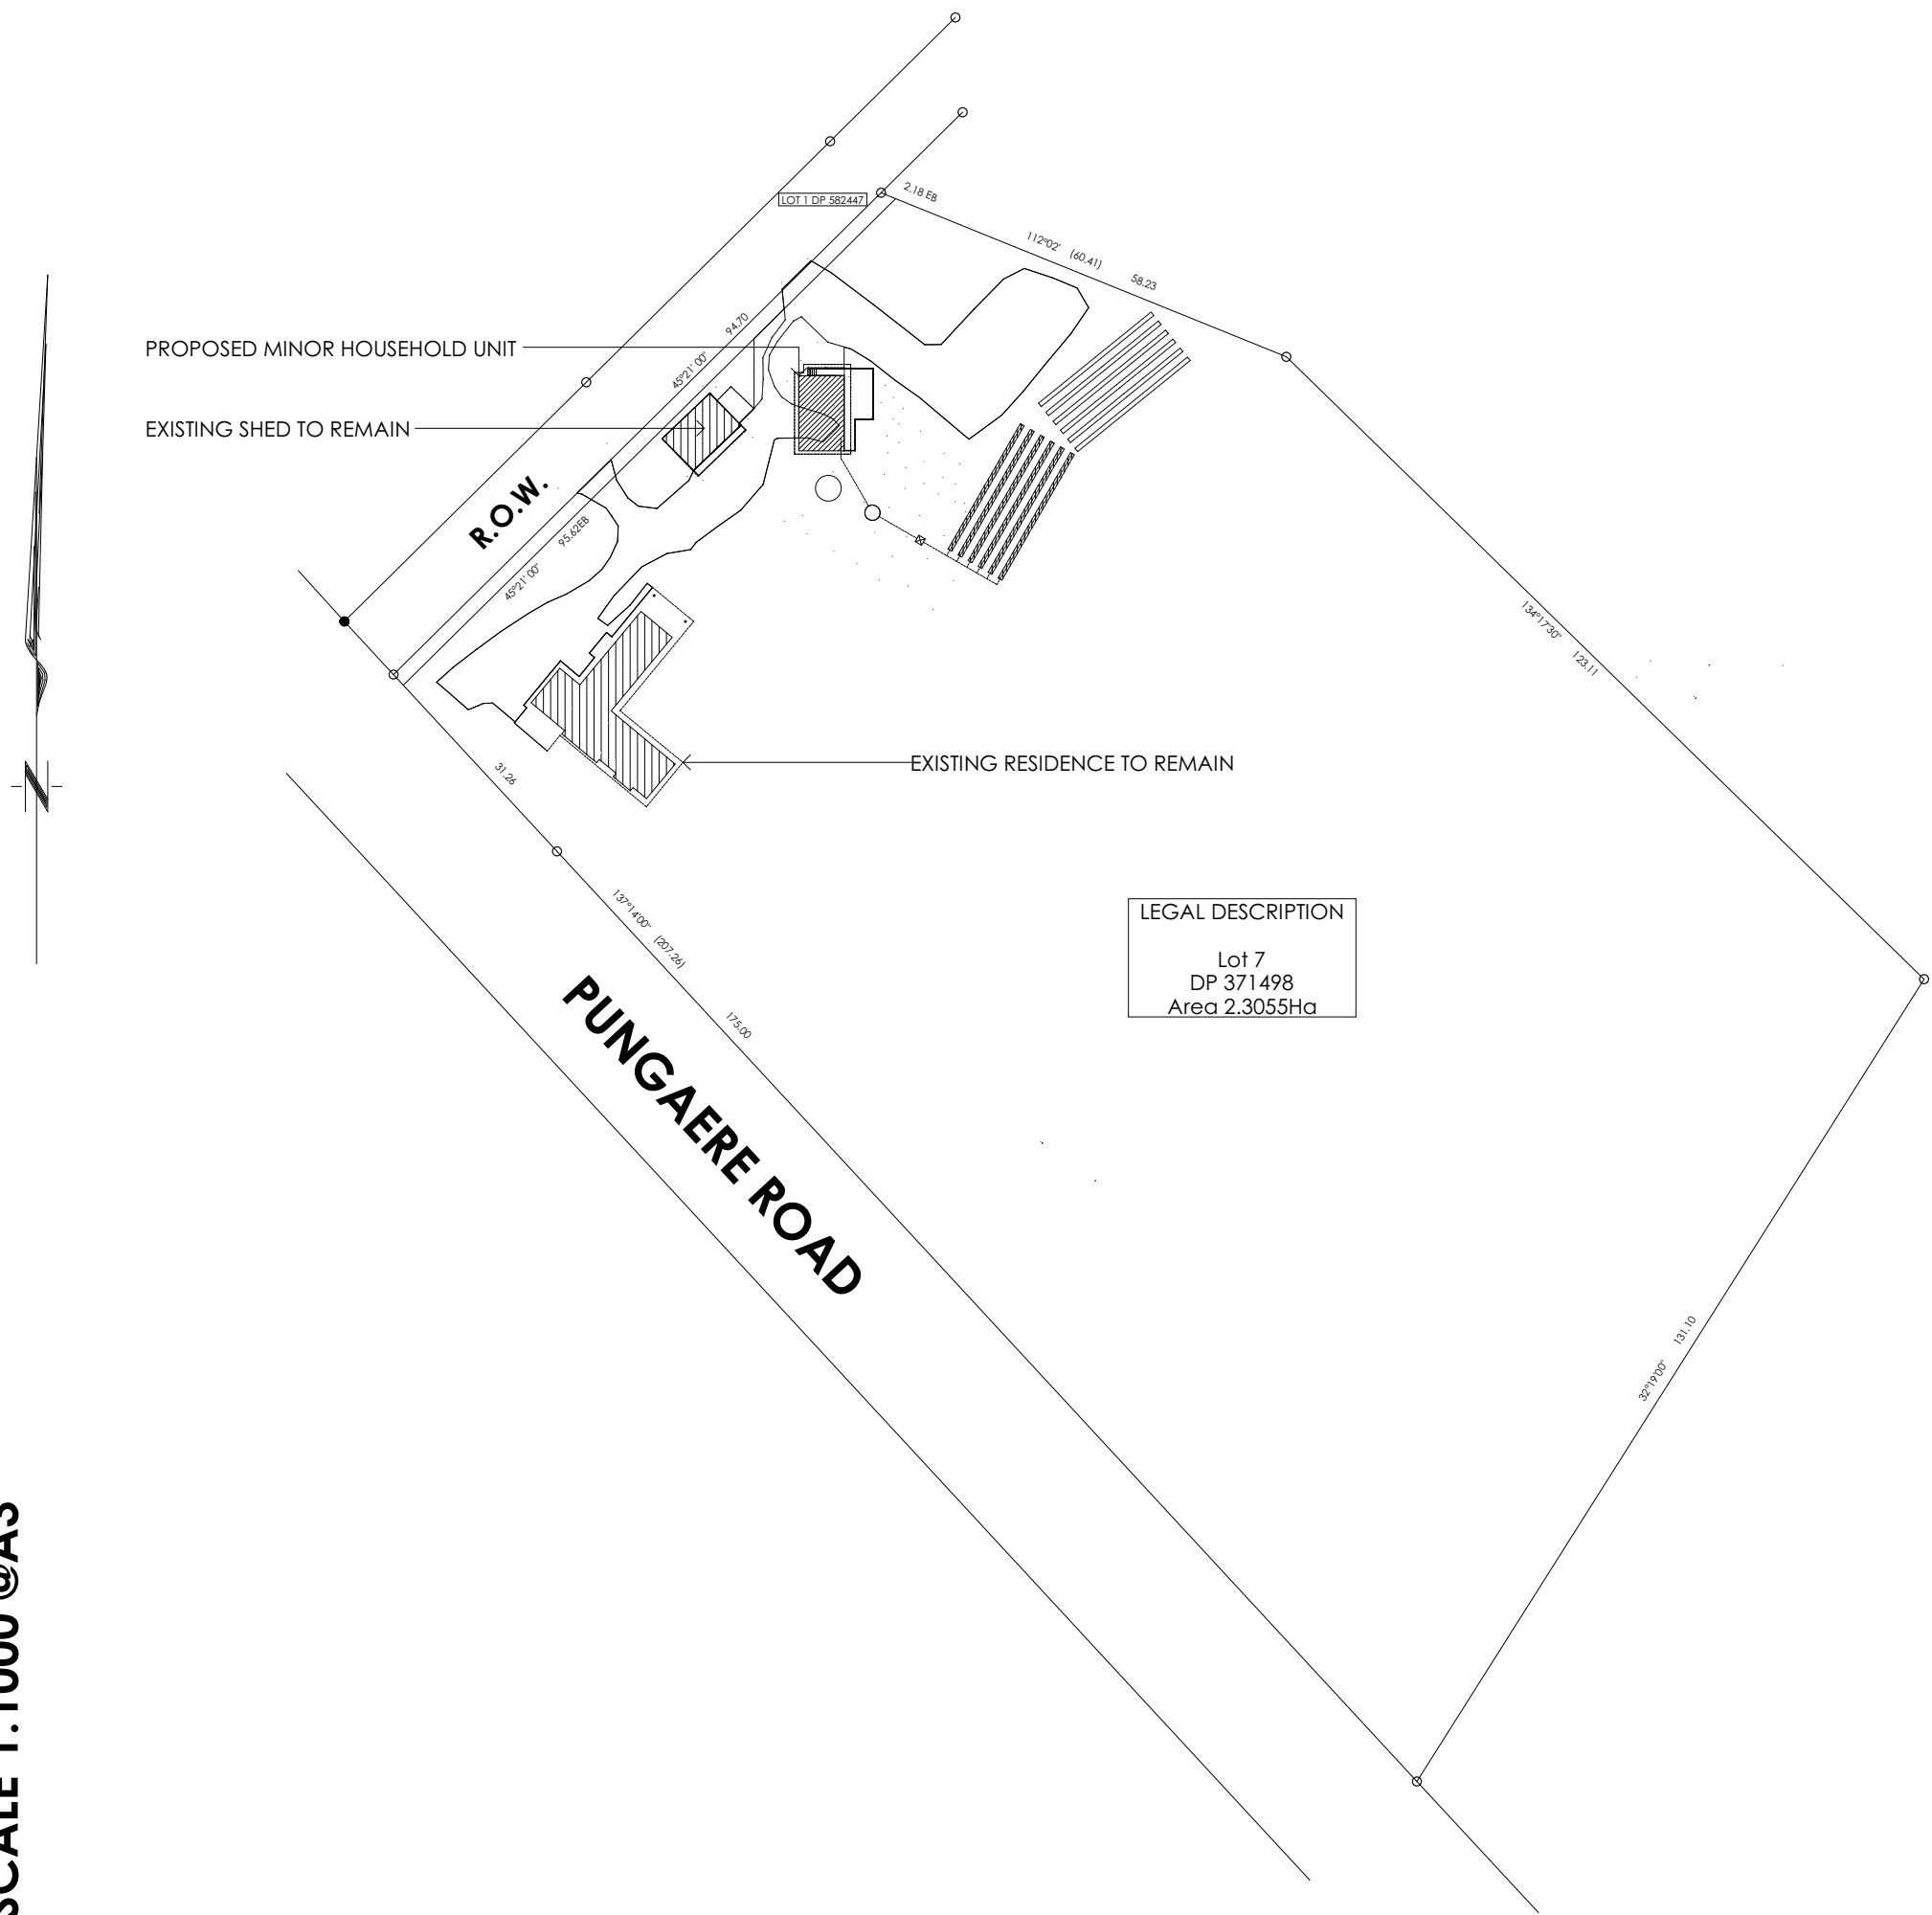 LOT 1 DP 582447
2.18 EB
112°02' (60.41) 58.23
94.70
45°21' 00"
PROPOSED MINOR HOUSEHOLD UNIT
EXISTING SHED TO REMAIN
R.O.W.
95.62EB
45°21' 00"
134°17'30" 123.11
EXISTING RESIDENCE TO REMAIN
31.26
137°14'00" (207.26)
175.00
PUNGAERE ROAD
LEGAL DESCRIPTION
Lot 7
DP 371498
Area 2.3055Ha
32°19'00" 131.10
N
SCALE 1:1000 @A3